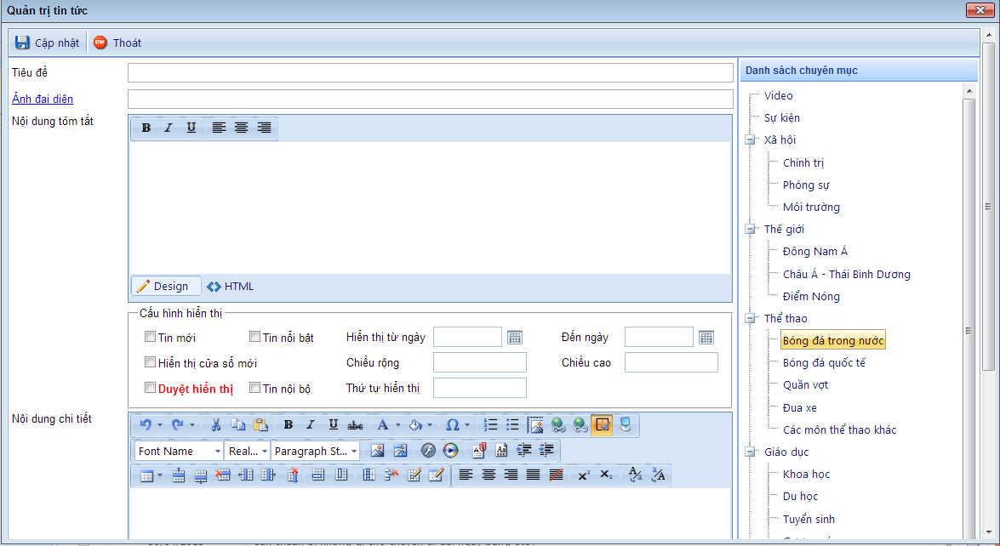 Quản trị tin tức
Cập nhật Thoát
Tiêu đề
Ảnh đại diện
Nội dung tóm tắt
B I U
Design HTML
Cấu hình hiển thị
Tin mới Tin nổi bật Hiển thị từ ngày Đến ngày
Hiển thị cửa sổ mới Chiều rộng Chiều cao
Duyệt hiển thị Tin nội bộ Thứ tự hiển thị
Nội dung chi tiết
B I U abc A Ω
Font Name Real... Paragraph St...
Danh sách chuyên mục
Video
Sự kiện
Xã hội
Chính trị
Phóng sự
Môi trường
Thế giới
Đông Nam Á
Châu Á - Thái Bình Dương
Điểm Nóng
Thể thao
Bóng đá trong nước
Bóng đá quốc tế
Quần vợt
Đua xe
Các môn thể thao khác
Giáo dục
Khoa học
Du học
Tuyển sinh